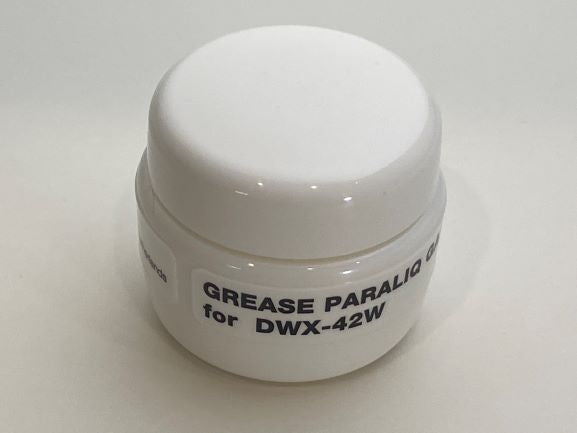 GREASE PARALIQ
for DWX-42W